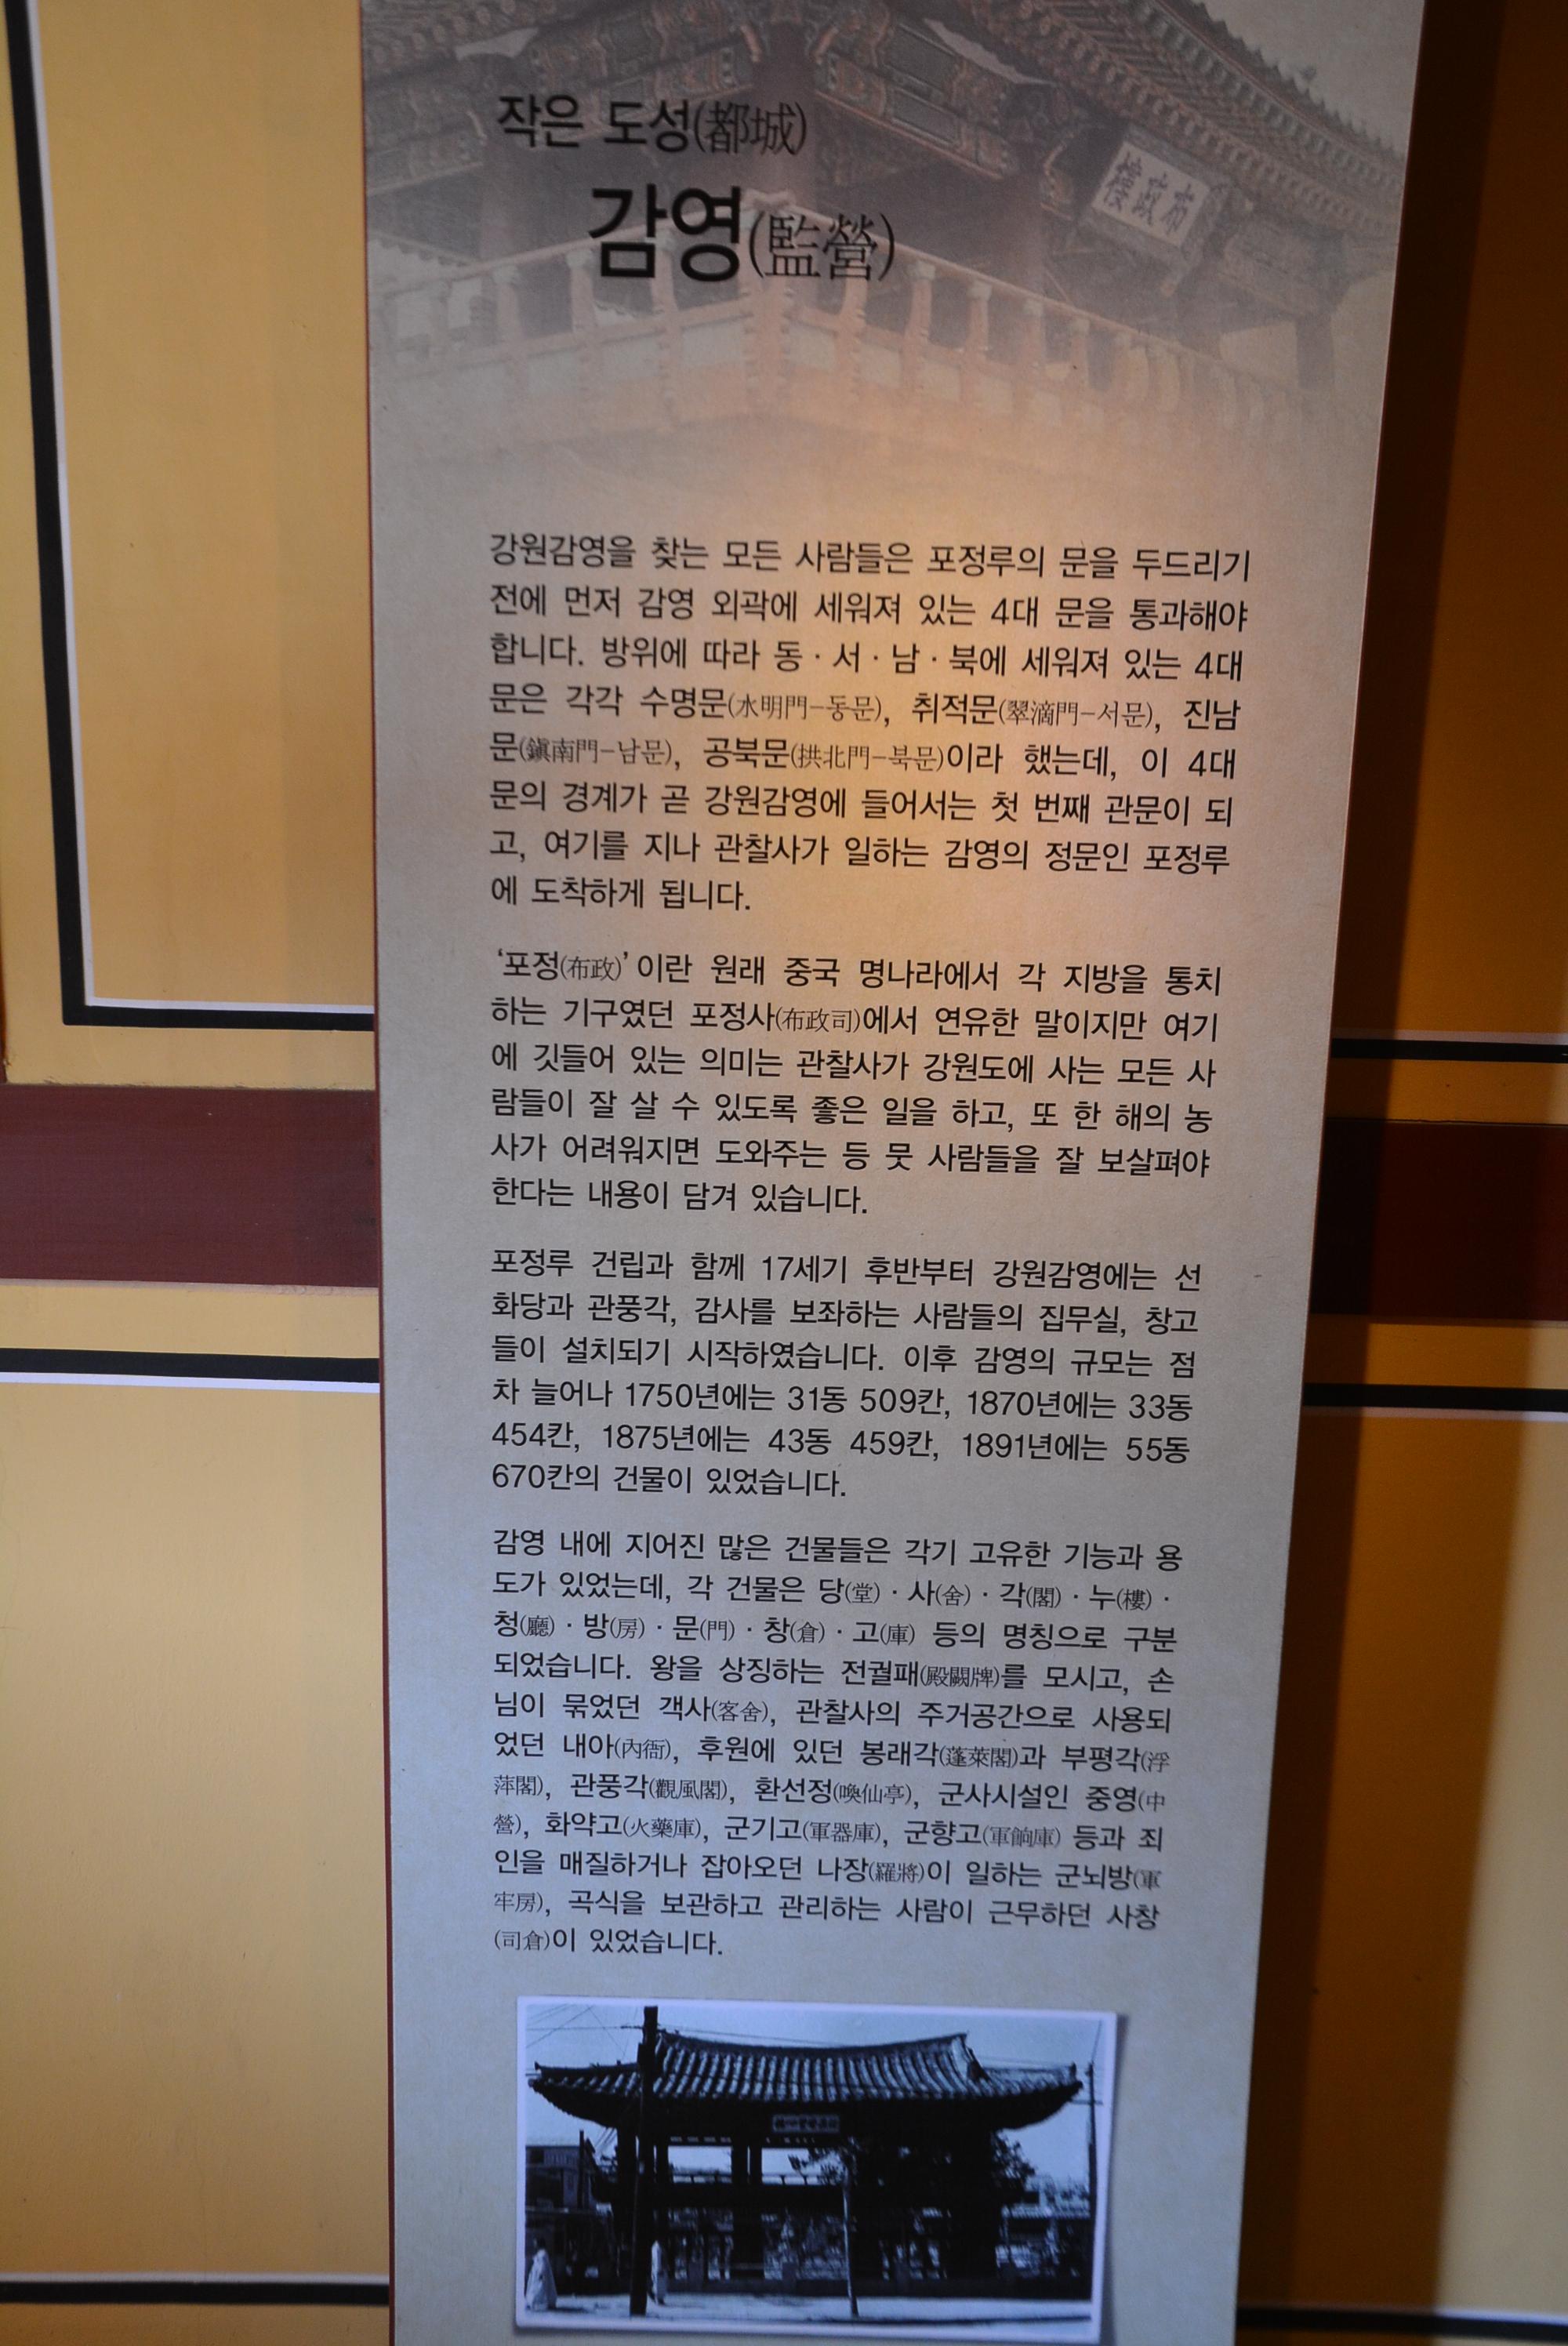 작은 도성(都城)
감영(監營)
布政樓
강원감영을 찾는 모든 사람들은 포정루의 문을 두드리기
전에 먼저 감영 외곽에 세워져 있는 4대 문을 통과해야
합니다. 방위에 따라 동·서·남·북에 세워져 있는 4대
문은 각각 수명문(水明門-동문), 취적문(翠滴門-서문), 진남
문(鎭南門-남문), 공북문(拱北門-북문)이라 했는데, 이 4대
문의 경계가 곧 강원감영에 들어서는 첫 번째 관문이 되
고, 여기를 지나 관찰사가 일하는 감영의 정문인 포정루
에 도착하게 됩니다.
‘포정(布政)’이란 원래 중국 명나라에서 각 지방을 통치
하는 기구였던 포정사(布政司)에서 연유한 말이지만 여기
에 깃들어 있는 의미는 관찰사가 강원도에 사는 모든 사
람들이 잘 살 수 있도록 좋은 일을 하고, 또 한 해의 농
사가 어려워지면 도와주는 등 뭇 사람들을 잘 보살펴야
한다는 내용이 담겨 있습니다.
포정루 건립과 함께 17세기 후반부터 강원감영에는 선
화당과 관풍각, 감사를 보좌하는 사람들의 집무실, 창고
들이 설치되기 시작하였습니다. 이후 감영의 규모는 점
차 늘어나 1750년에는 31동 509칸, 1870년에는 33동
454칸, 1875년에는 43동 459칸, 1891년에는 55동
670칸의 건물이 있었습니다.
감영 내에 지어진 많은 건물들은 각기 고유한 기능과 용
도가 있었는데, 각 건물은 당(堂)·사(舍)·각(閣)·누(樓)·
청(廳)·방(房)·문(門)·창(倉)·고(庫) 등의 명칭으로 구분
되었습니다. 왕을 상징하는 전궐패(殿闕牌)를 모시고, 손
님이 묶었던 객사(客舍), 관찰사의 주거공간으로 사용되
었던 내아(內衙), 후원에 있던 봉래각(蓬萊閣)과 부평각(浮
萍閣), 관풍각(觀風閣), 환선정(喚仙亭), 군사시설인 중영(中
營), 화약고(火藥庫), 군기고(軍器庫), 군향고(軍餉庫) 등과 죄
인을 매질하거나 잡아오던 나장(羅將)이 일하는 군뇌방(軍
牢房), 곡식을 보관하고 관리하는 사람이 근무하던 사창
(司倉)이 있었습니다.